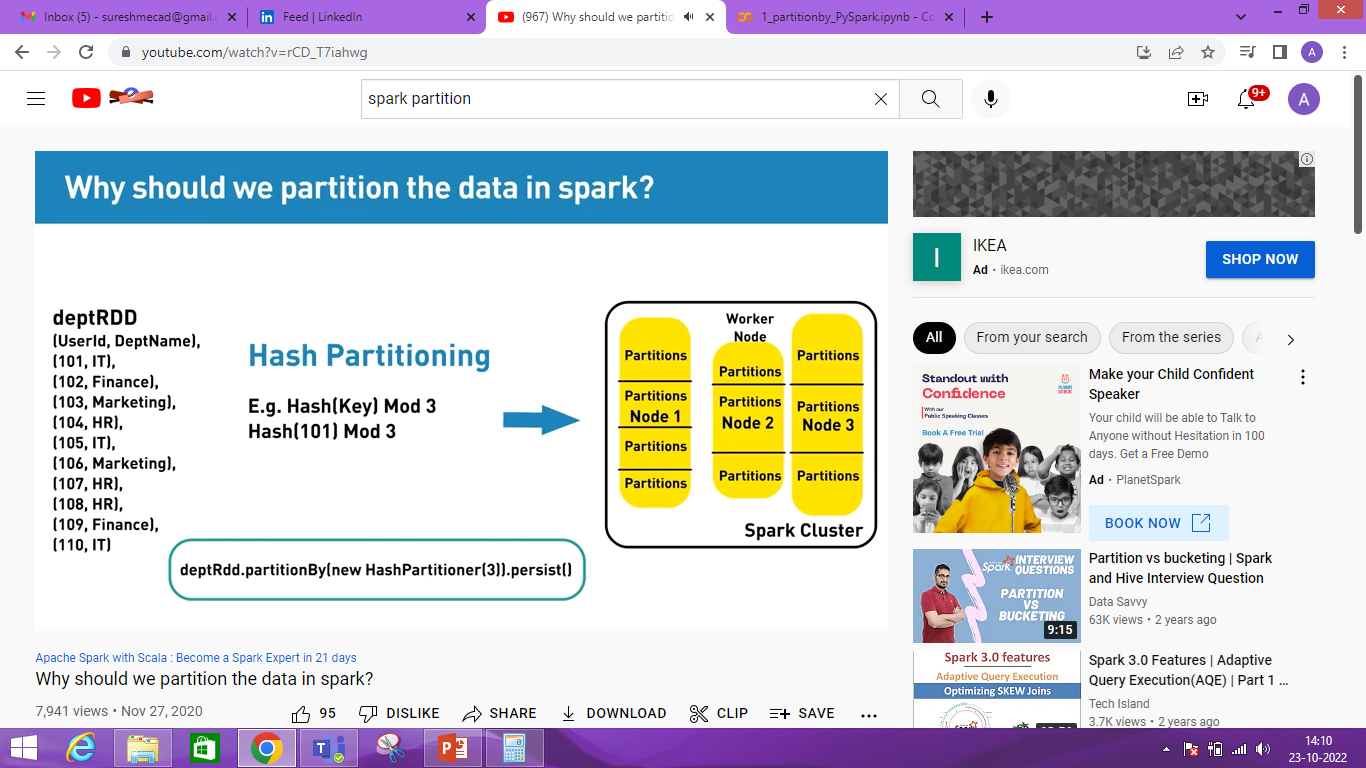 Inbox (5) - sureshmecad@gmail.c
Feed | LinkedIn
(967) Why should we partitio
1_partitionby_PySpark.ipynb - Co
youtube.com/watch?v=rCD_T7iahwg
A
spark partition
9+
A
Why should we partition the data in spark?
deptRDD
(UserId, DeptName),
(101, IT),
(102, Finance),
(103, Marketing),
(104, HR),
(105, IT),
(106, Marketing),
(107, HR),
(108, HR),
(109, Finance),
(110, IT)
Hash Partitioning
E.g. Hash(Key) Mod 3
Hash(101) Mod 3
Partitions
Partitions
Node 1
Partitions
Partitions
Worker
Node
Partitions
Partitions
Node 2
Partitions
Partitions
Partitions
Node 3
Partitions
Spark Cluster
deptRdd.partitionBy(new HashPartitioner(3)).persist()
Apache Spark with Scala : Become a Spark Expert in 21 days
Why should we partition the data in spark?
7,941 views • Nov 27, 2020
95
DISLIKE
SHARE
DOWNLOAD
CLIP
SAVE
I
IKEA
Ad · ikea.com
SHOP NOW
All
From your search
From the series
Standout with
Confidence
With our
Public Speaking Classes
Book A Free Trial
Make your Child Confident
Speaker
Your child will be able to Talk to
Anyone without Hesitation in 100
days. Get a Free Demo
Ad · PlanetSpark
BOOK NOW
Spark
INTERVIEW
QUESTIONS
PARTITION
VS
BUCKETING
9:15
Partition vs bucketing | Spark
and Hive Interview Question
Data Savvy
63K views • 2 years ago
Spark 3.0 features
Adaptive Query Execution
Optimizing SKEW Joins
Spark 3.0 Features | Adaptive
Query Execution(AQE) | Part 1 ...
Tech Island
3.7K views • 2 years ago
14:10
23-10-2022